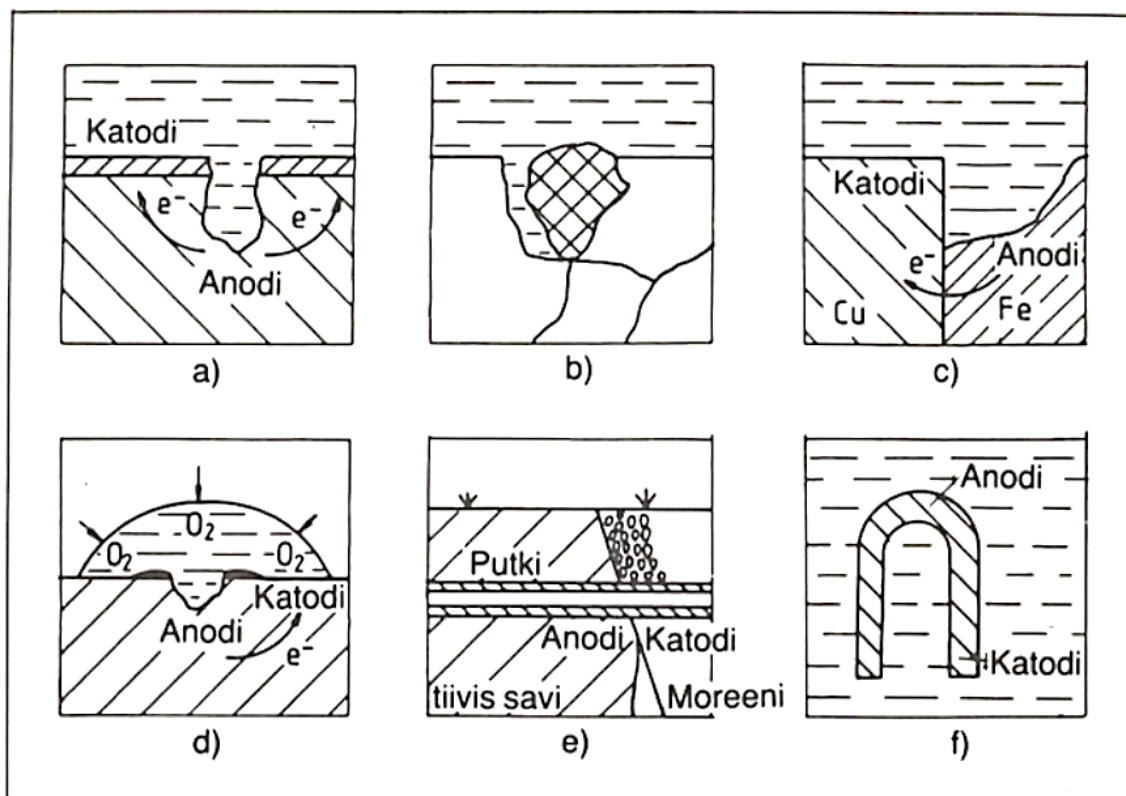 Katodi
e⁻
e⁻
Anodi
a)
b)
Katodi
Anodi
e⁻
Cu
Fe
c)
O₂
O₂
O₂
Katodi
Anodi
e⁻
d)
Putki
Anodi
Katodi
tiivis savi
Moreeni
e)
Anodi
Katodi
f)